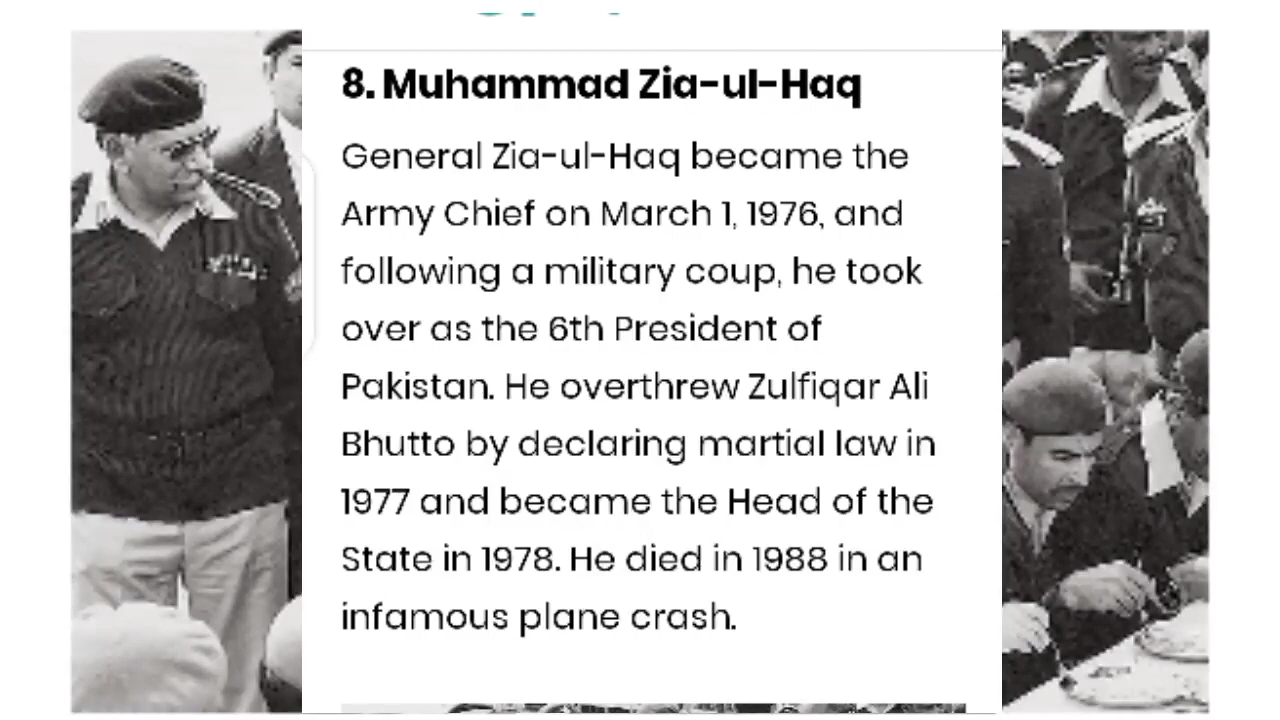 8. Muhammad Zia-ul-Haq
General Zia-ul-Haq became the
Army Chief on March 1, 1976, and
following a military coup, he took
over as the 6th President of
Pakistan. He overthrew Zulfiqar Ali
Bhutto by declaring martial law in
1977 and became the Head of the
State in 1978. He died in 1988 in an
infamous plane crash.